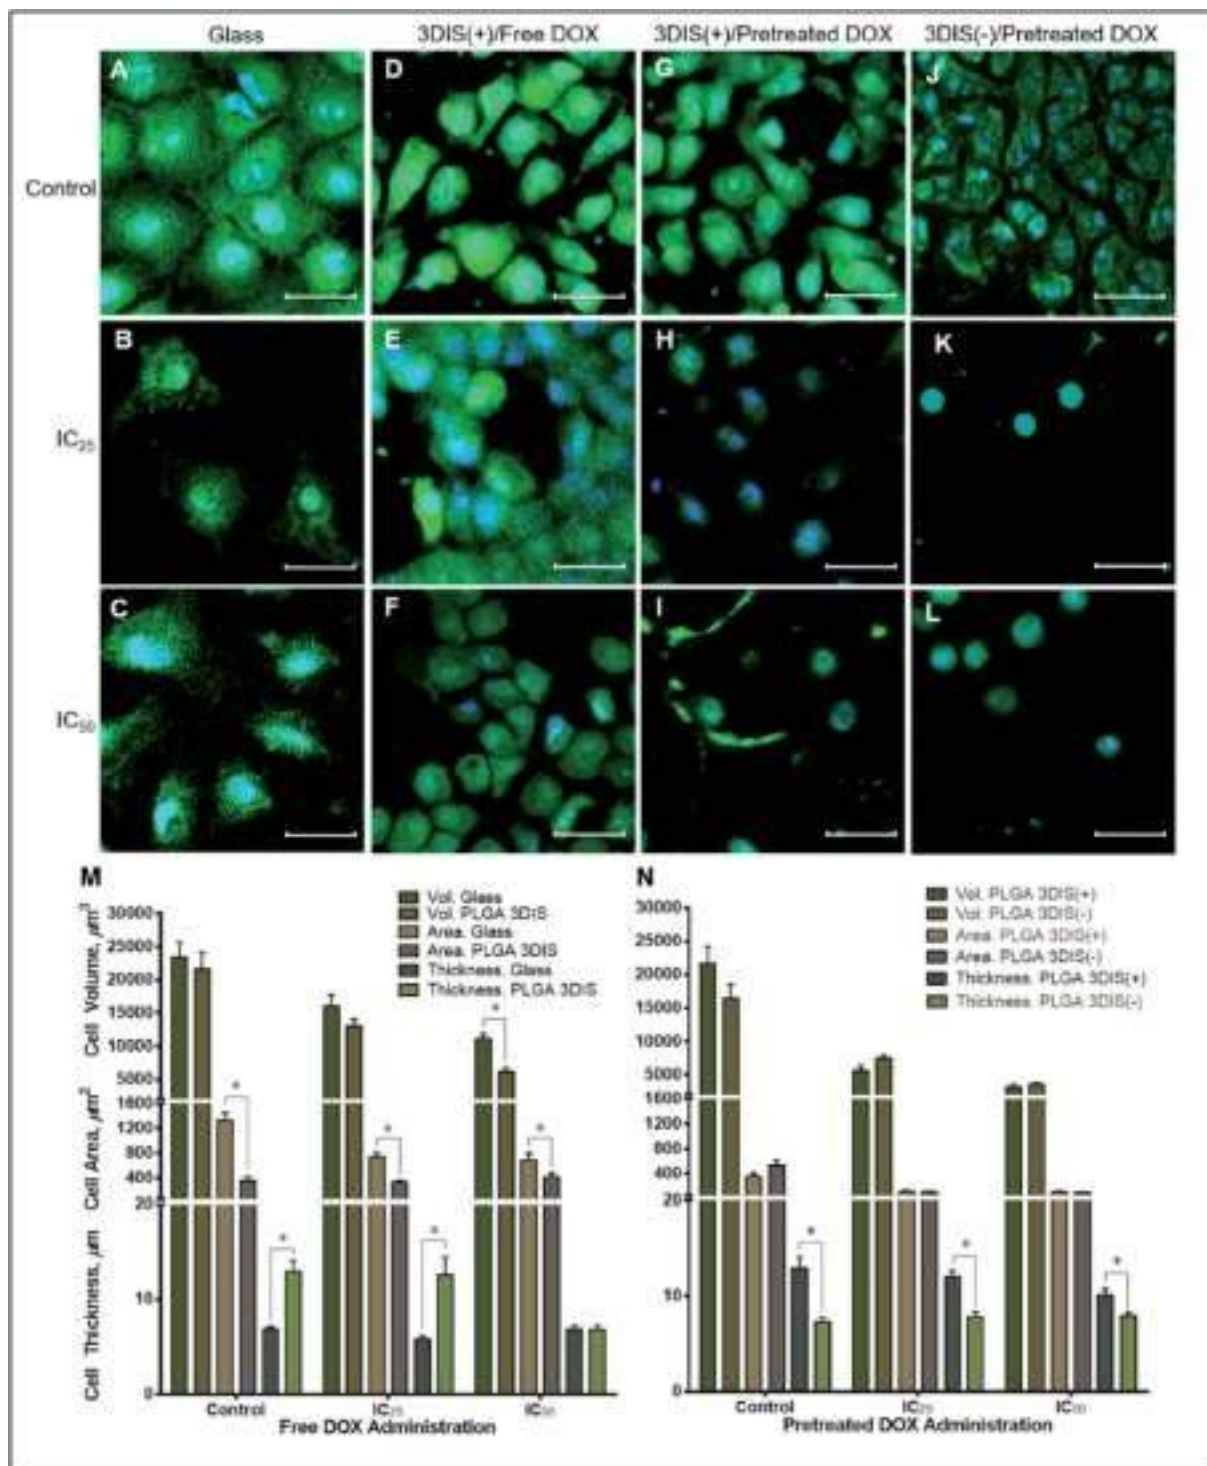 Glass
3DIS(+)/Free DOX
3DIS(+)/Pretreated DOX
3DIS(-)/Pretreated DOX
A
D
G
J
Control
B
E
H
K
IC25
C
F
I
L
IC50
M
Vol. Glass
Vol. PLGA 3DIS
Area. Glass
Area. PLGA 3DIS
Thickness. Glass
Thickness. PLGA 3DIS
Cell Volume, μm³
30000
25000
20000
15000
10000
5000
Cell Area, μm²
1600
1200
800
400
Cell Thickness, μm
20
10
0
*
*
*
*
*
*
*
Control
IC25
IC50
Free DOX Administration
N
Vol. PLGA 3DIS(+)
Vol. PLGA 3DIS(-)
Area. PLGA 3DIS(+)
Area. PLGA 3DIS(-)
Thickness. PLGA 3DIS(+)
Thickness. PLGA 3DIS(-)
30000
25000
20000
15000
10000
5000
1600
1200
800
400
20
10
0
*
*
*
Control
IC25
IC50
Pretreated DOX Administration